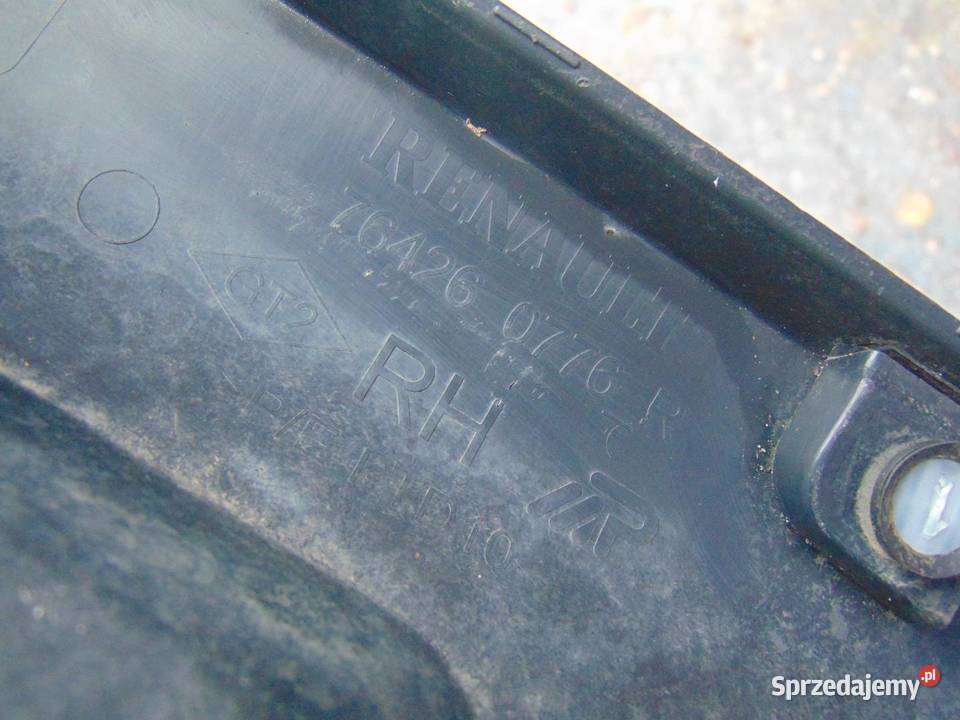 RENAULT
76426 0776 R
C
GT2
RH
Sprzedajemy.pl